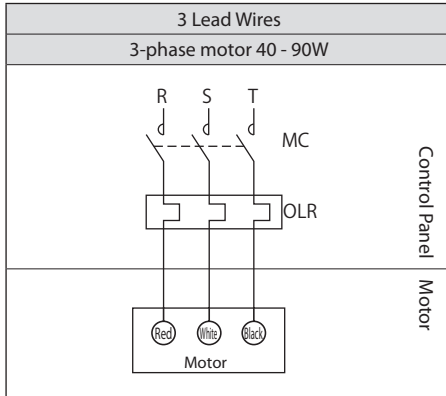 3 Lead Wires
3-phase motor 40 - 90W
R S T
MC
OLR
Control Panel
Motor
Red White Black
Motor